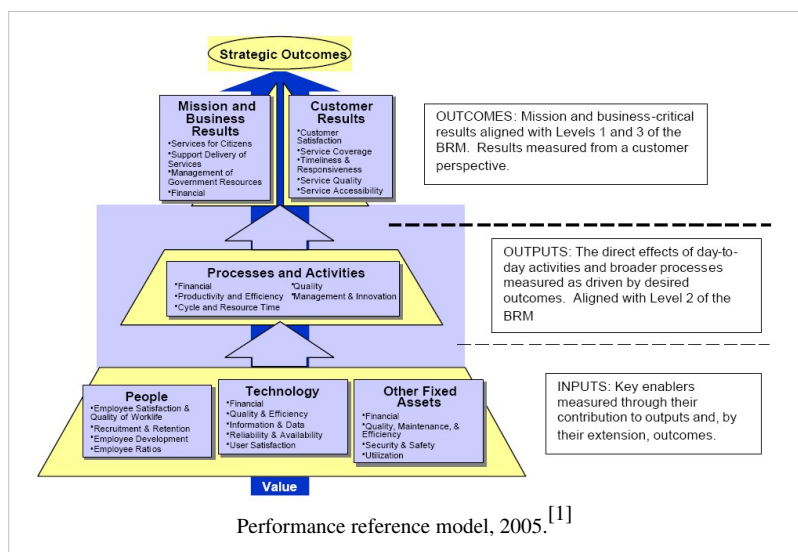 Strategic Outcomes
Mission and
Business
Results
•Services for Citizens
•Support Delivery of
Services
•Management of
Government Resources
•Financial
Customer
Results
•Customer
Satisfaction
•Service Coverage
•Timeliness &
Responsiveness
•Service Quality
•Service Accessibility
OUTCOMES: Mission and business-critical
results aligned with Levels 1 and 3 of the
BRM. Results measured from a customer
perspective.
Processes and Activities
•Financial
•Productivity and Efficiency
•Cycle and Resource Time
•Quality
•Management & Innovation
OUTPUTS: The direct effects of day-to-
day activities and broader processes
measured as driven by desired
outcomes. Aligned with Level 2 of the
BRM
People
•Employee Satisfaction &
Quality of Worklife
•Recruitment & Retention
•Employee Development
•Employee Ratios
Technology
•Financial
•Quality & Efficiency
•Information & Data
•Reliability & Availability
•User Satisfaction
Other Fixed
Assets
•Financial
•Quality, Maintenance, &
Efficiency
•Security & Safety
•Utilization
INPUTS: Key enablers
measured through their
contribution to outputs and, by
their extension, outcomes.
Value
Performance reference model, 2005.[1]